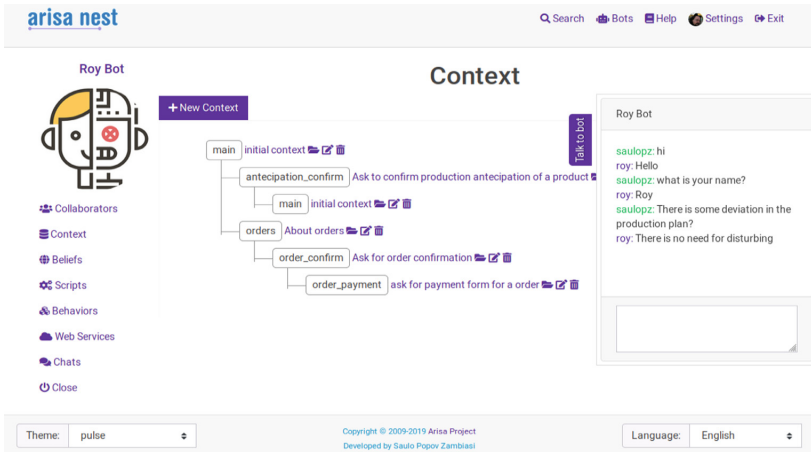 arisa nest
Search Bots Help Settings Exit
Roy Bot
Collaborators
Context
Beliefs
Scripts
Behaviors
Web Services
Chats
Close
Context
+ New Context
main initial context
antecipation_confirm Ask to confirm production antecipation of a product
main initial context
orders About orders
order_confirm Ask for order confirmation
order_payment ask for payment form for a order
Talk to bot
Roy Bot
saulopz: hi
roy: Hello
saulopz: what is your name?
roy: Roy
saulopz: There is some deviation in the
production plan?
roy: There is no need for disturbing
Theme: pulse
Copyright © 2009-2019 Arisa Project
Developed by Saulo Popov Zambiasi
Language: English